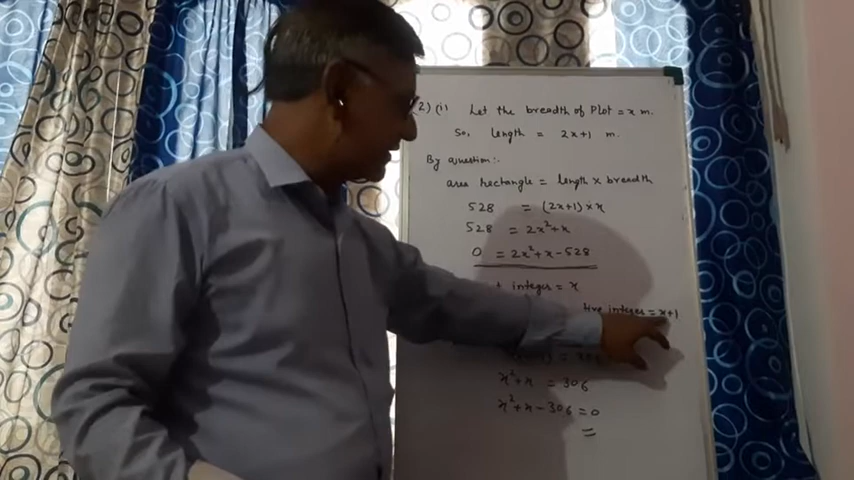 2) (i) Let the breadth of Plot = x m.
So, length = 2x+1 m.
By question:-
area rectangle = length × breadth
528 = (2x+1) × x
528 = 2x²+x
0 = 2x²+x-528
integer = x
tive integer = x+1
= 306
x²+x = 306
x²+x-306 = 0